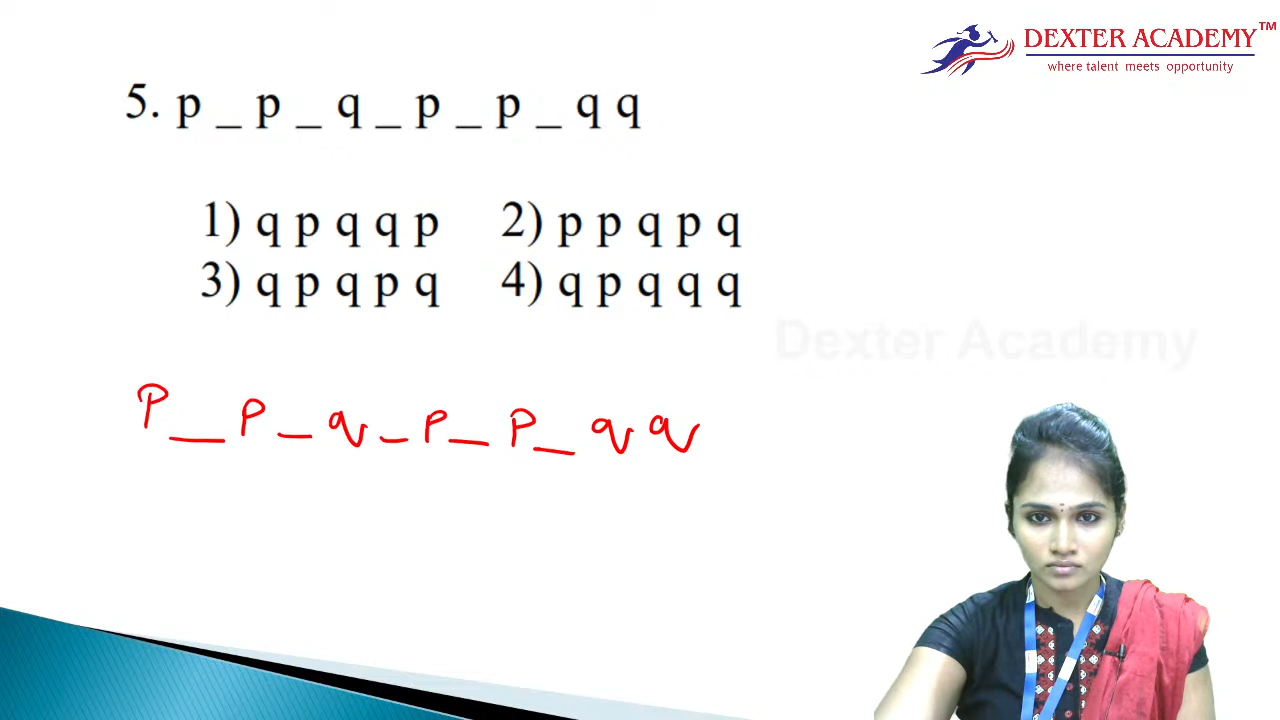 DEXTER ACADEMY™
where talent meets opportunity
5. p _ p _ q _ p _ p _ q q
1) q p q q p 2) p p q p q
3) q p q p q 4) q p q q q
Dexter Academy
P _ P _ q _ P _ P _ q q